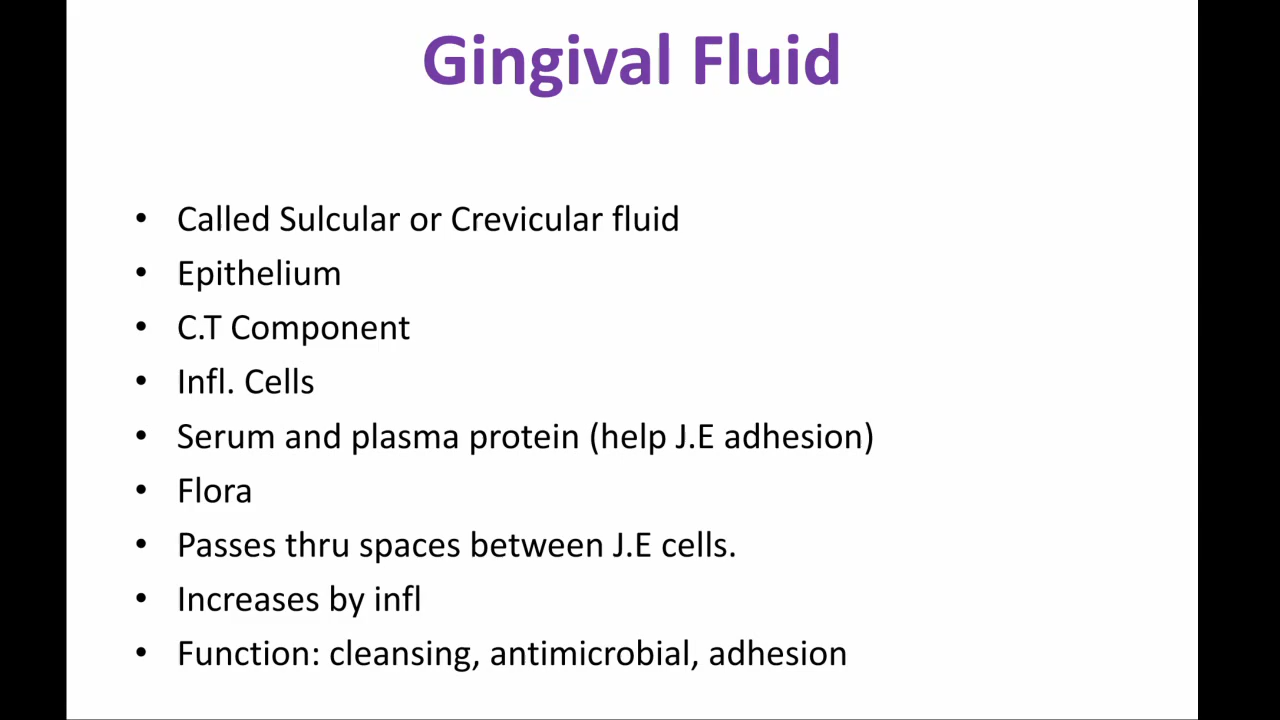 Gingival Fluid
• Called Sulcular or Crevicular fluid
• Epithelium
• C.T Component
• Infl. Cells
• Serum and plasma protein (help J.E adhesion)
• Flora
• Passes thru spaces between J.E cells.
• Increases by infl
• Function: cleansing, antimicrobial, adhesion